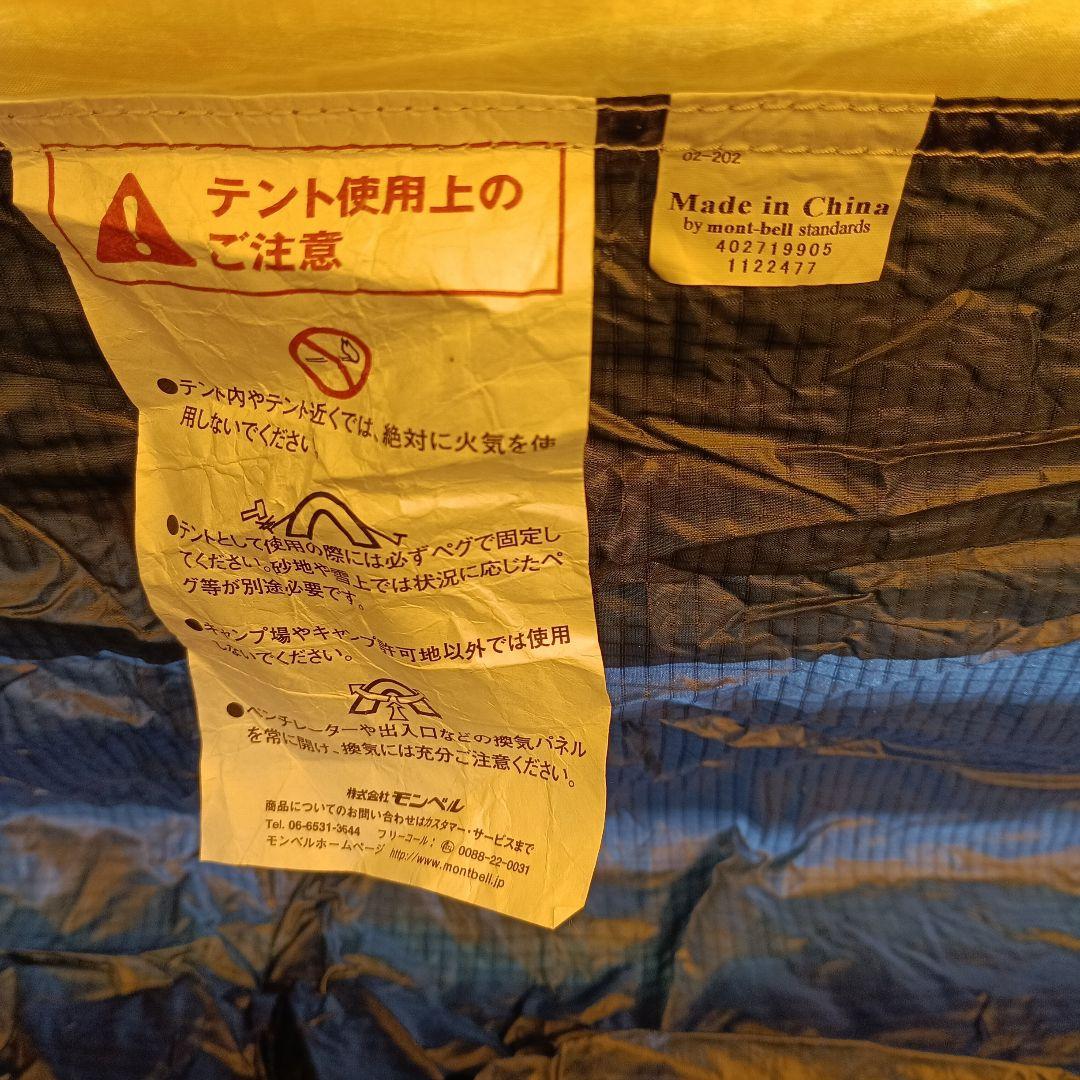 テント使用上の
ご注意
●テント内やテント近くでは、絶対に火気を使
用しないでください。
●テントとして使用の際には必ずペグで固定し
てください。砂地や雪上では状況に応じたペ
グ等が別途必要です。
●キャンプ場やキャンプ許可地以外では使用
しないでください。
●ベンチレーターや出入口などの換気パネル
を常に開け、換気には充分ご注意ください。
株式会社 モンベル
商品についてのお問い合わせはカスタマー・サービスまで
Tel. 06-6531-3544 フリーコール: 0088-22-0031
モンベルホームページ http://www.montbell.jp
62-202
Made in China
by mont-bell standards
402719905
1122477